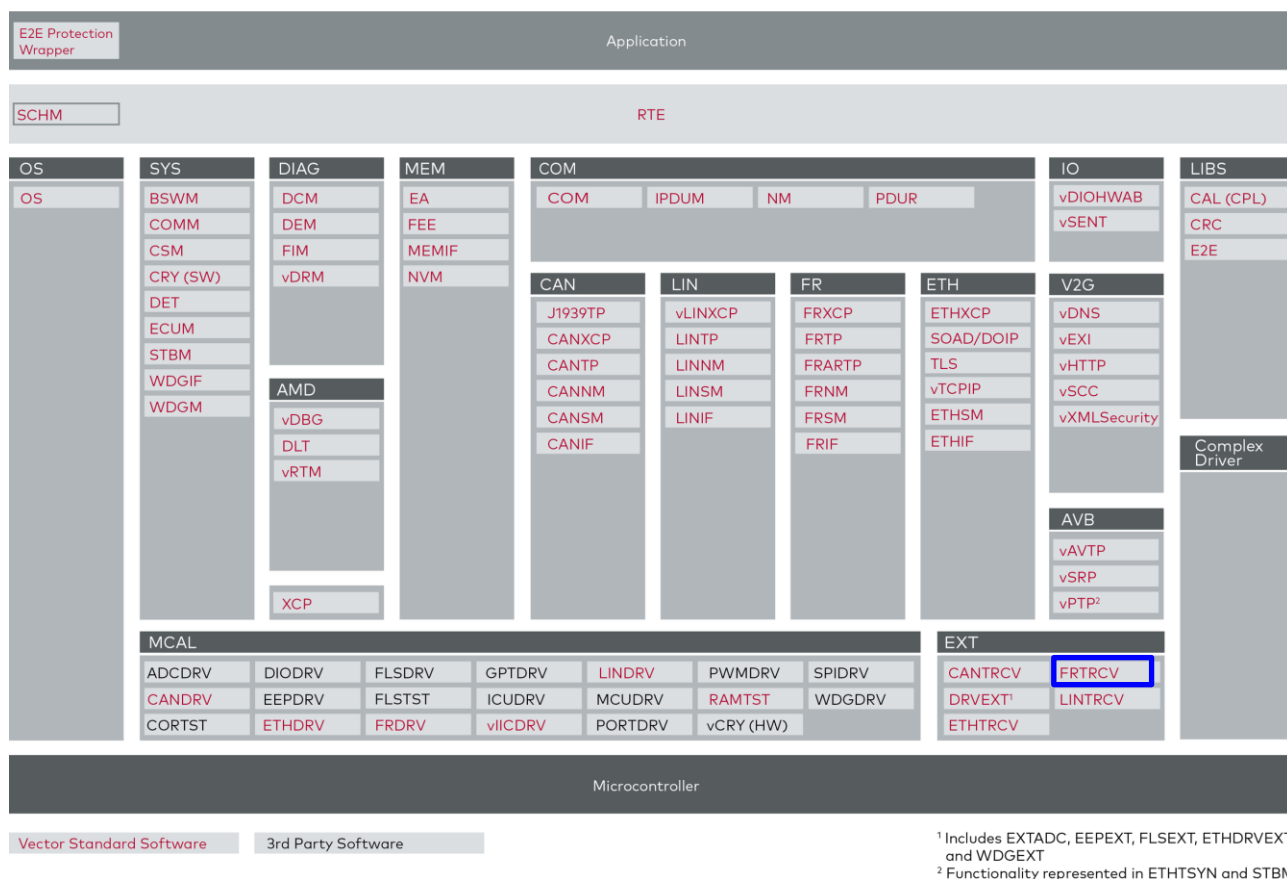 E2E Protection
Wrapper
Application
SCHM
RTE
OS
OS
SYS
BSWM
COMM
CSM
CRY (SW)
DET
ECUM
STBM
WDGIF
WDGM
DIAG
DCM
DEM
FIM
vDRM
AMD
vDBG
DLT
vRTM
XCP
MEM
EA
FEE
MEMIF
NVM
COM
COM IPDUM NM PDUR
CAN
J1939TP
CANXCP
CANTP
CANNM
CANSM
CANIF
LIN
vLINXCP
LINTP
LINNM
LINSM
LINIF
FR
FRXCP
FRTP
FRARTP
FRNM
FRSM
FRIF
ETH
ETHXCP
SOAD/DOIP
TLS
vTCPIP
ETHSM
ETHIF
IO
vDIOHWAB
vSENT
V2G
vDNS
vEXI
vHTTP
vSCC
vXMLSecurity
AVB
vAVTP
vSRP
vPTP²
LIBS
CAL (CPL)
CRC
E2E
Complex
Driver
MCAL
ADCDRV DIODRV FLSDRV GPTDRV LINDRV PWMDRV SPIDRV
CANDRV EEPDRV FLSTST ICUDRV MCUDRV RAMTST WDGDRV
CORTST ETHDRV FRDRV vIICDRV PORTDRV vCRY (HW)
EXT
CANTRCV FRTRCV
DRVEXT¹ LINTRCV
ETHTRCV
Microcontroller
Vector Standard Software 3rd Party Software
¹ Includes EXTADC, EEPEXT, FLSEXT, ETHDRVEXT
and WDGEXT
² Functionality represented in ETHTSYN and STBM